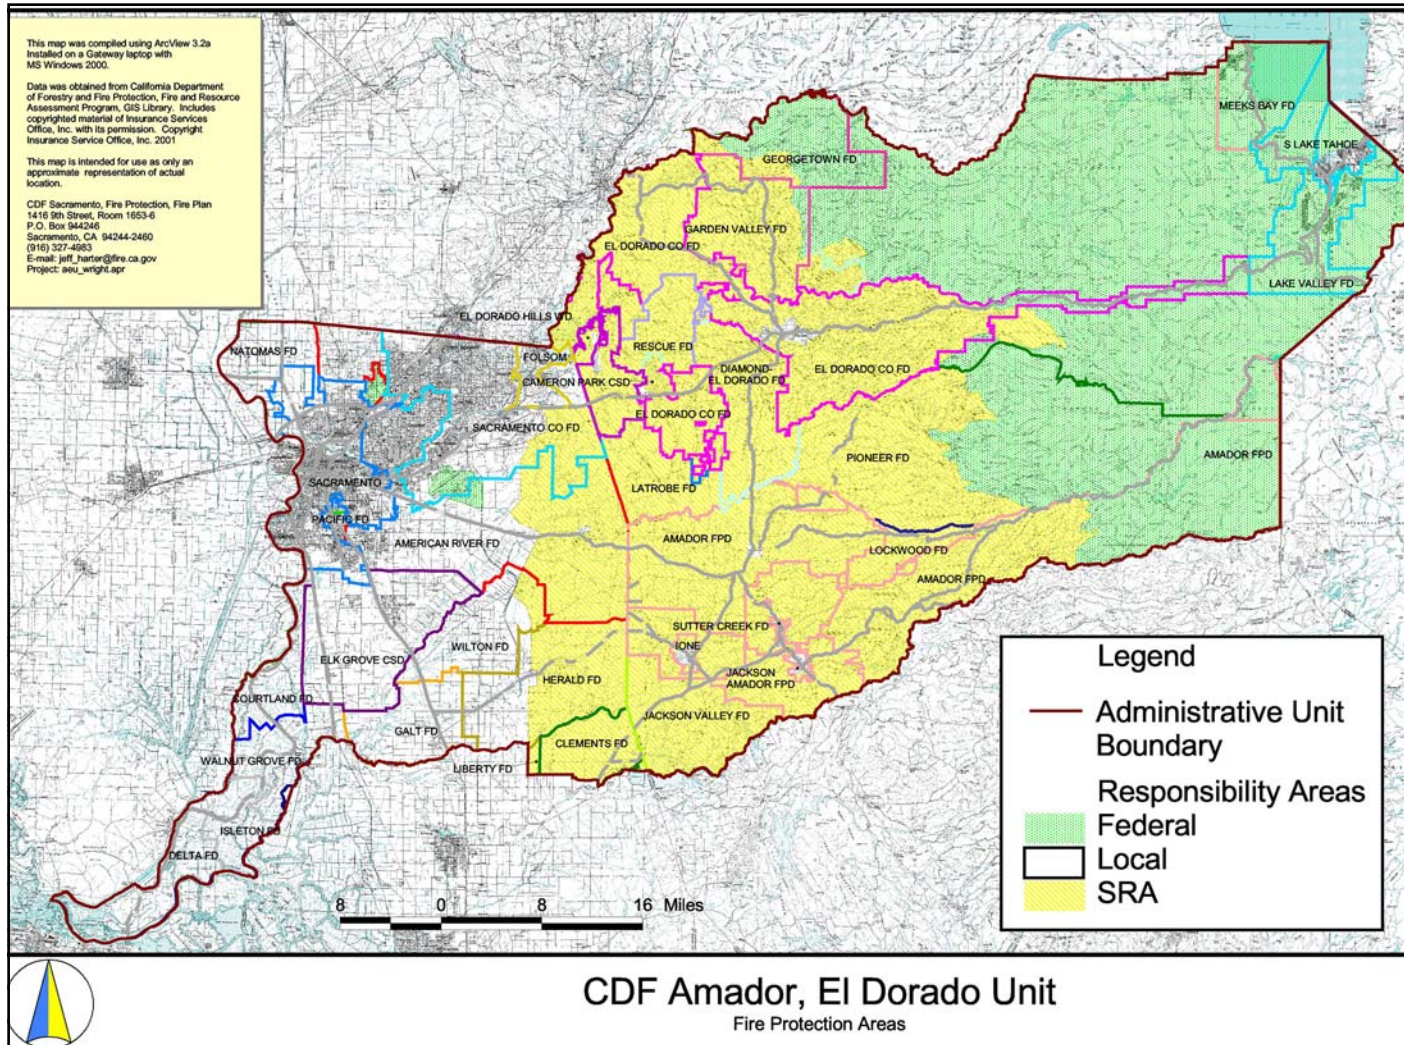 This map was compiled using ArcView 3.2a
Installed on a Gateway laptop with
MS Windows 2000.
Data was obtained from California Department
of Forestry and Fire Protection, Fire and Resource
Assessment Program, GIS Library. Includes
copyrighted material of Insurance Services
Office, Inc. with its permission. Copyright
Insurance Service Office, Inc. 2001
This map is intended for use as only an
approximate representation of actual
location.
CDF Sacramento, Fire Protection, Fire Plan
1416 9th Street, Room 1653-6
P.O. Box 944246
Sacramento, CA 94244-2460
(916) 327-4983
E-mail: jeff_harter@fire.ca.gov
Project: aeu_wright.apr
MEEKS BAY FD
S LAKE TAHOE
GEORGETOWN FD
GARDEN VALLEY FD
EL DORADO CO FD
LAKE VALLEY FD
EL DORADO HILLS WD
NATOMAS FD
FOLSOM
RESCUE FD
CAMERON PARK CSD
DIAMOND-
EL DORADO FD
EL DORADO CO FD
EL DORADO CO FD
SACRAMENTO CO FD
PIONEER FD
AMADOR FPD
SACRAMENTO
LATROBE FD
PACIFIC FD
AMERICAN RIVER FD
AMADOR FPD
LOCKWOOD FD
AMADOR FPD
SUTTER CREEK FD
WILTON FD
IONE
ELK GROVE CSD
HERALD FD
JACKSON
AMADOR FPD
COURTLAND FD
JACKSON VALLEY FD
GALT FD
CLEMENTS FD
WALNUT GROVE FD
LIBERTY FD
ISLETON FD
DELTA FD
8 0 8 16 Miles
Legend
Administrative Unit
Boundary
Responsibility Areas
Federal
Local
SRA
CDF Amador, El Dorado Unit
Fire Protection Areas